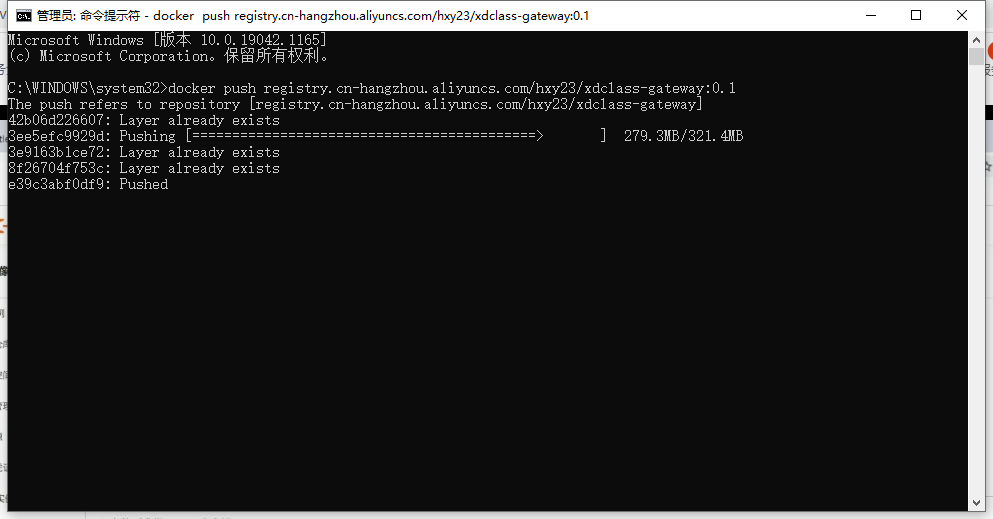 管理员: 命令提示符 - docker push registry.cn-hangzhou.aliyuncs.com/hxy23/xdclass-gateway:0.1
Microsoft Windows [版本 10.0.19042.1165]
(c) Microsoft Corporation。保留所有权利。
C:\WINDOWS\system32>docker push registry.cn-hangzhou.aliyuncs.com/hxy23/xdclass-gateway:0.1
The push refers to repository [registry.cn-hangzhou.aliyuncs.com/hxy23/xdclass-gateway]
42b06d226607: Layer already exists
3ee5efc9929d: Pushing [===========================================>       ]  279.3MB/321.4MB
3e9163b1ce72: Layer already exists
8f26704f753c: Layer already exists
e39c3abf0df9: Pushed